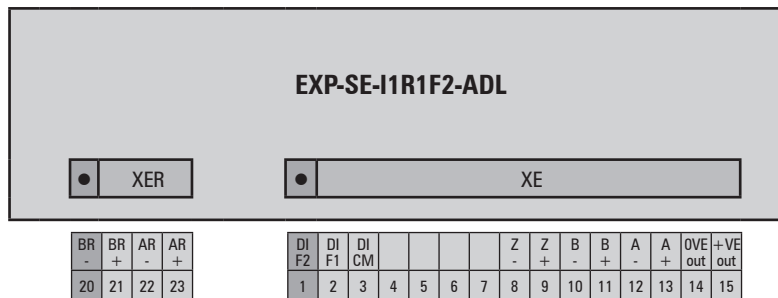 EXP-SE-I1R1F2-ADL
XER XE
BR BR AR AR DI DI DI Z Z B B A A 0VE +VE
- + - + F2 F1 CM - + - + - + out out
20 21 22 23 1 2 3 4 5 6 7 8 9 10 11 12 13 14 15